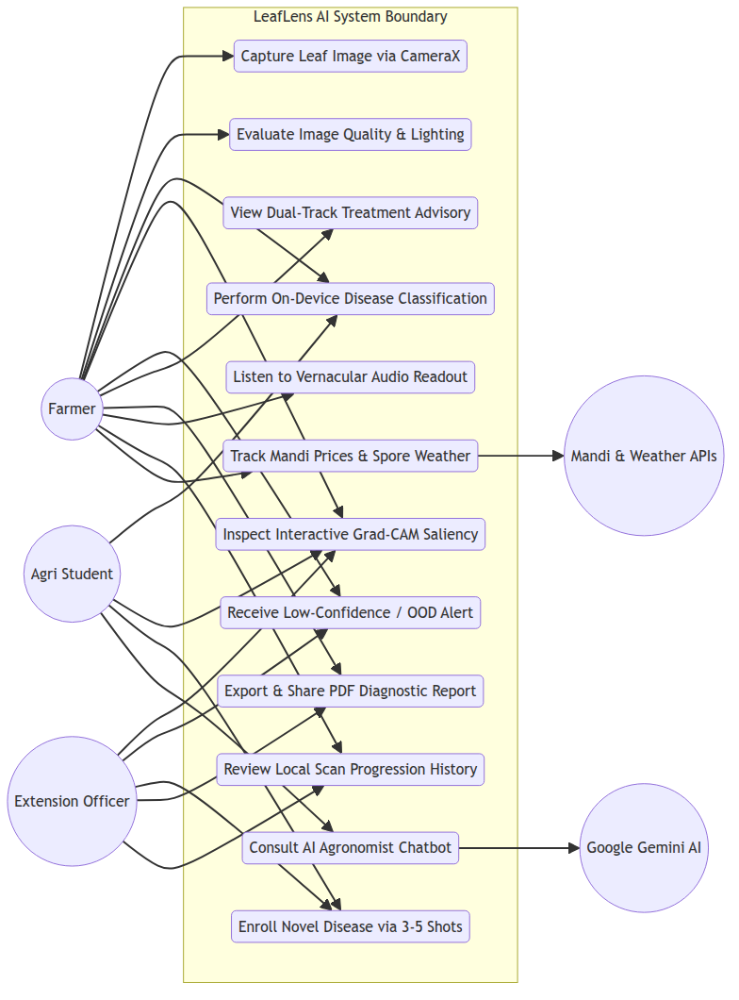 LeafLens AI System Boundary
Capture Leaf Image via CameraX
Evaluate Image Quality & Lighting
View Dual-Track Treatment Advisory
Perform On-Device Disease Classification
Listen to Vernacular Audio Readout
Farmer
Track Mandi Prices & Spore Weather
Mandi & Weather APIs
Inspect Interactive Grad-CAM Saliency
Agri Student
Receive Low-Confidence / OOD Alert
Export & Share PDF Diagnostic Report
Review Local Scan Progression History
Extension Officer
Consult AI Agronomist Chatbot
Google Gemini AI
Enroll Novel Disease via 3-5 Shots